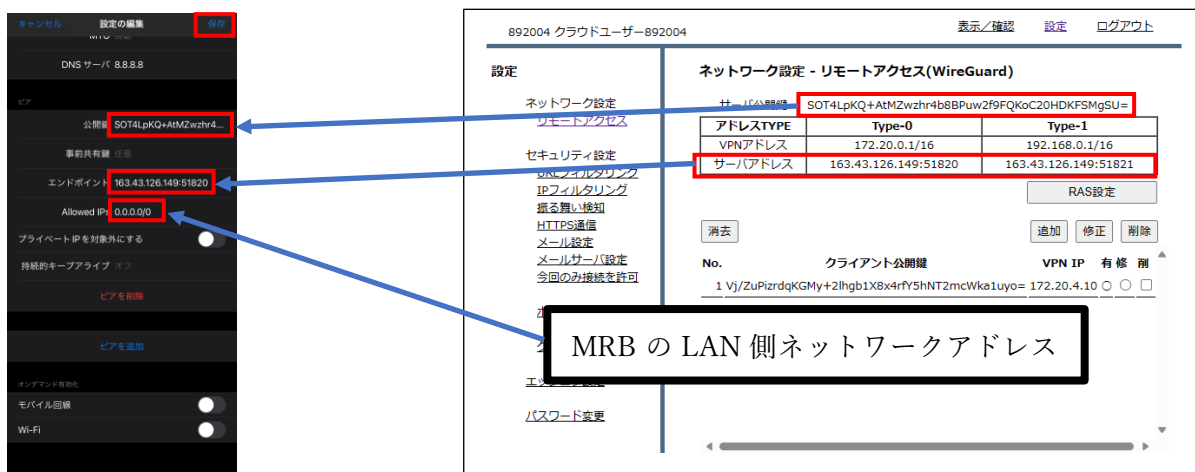 キャンセル 設定の編集 保存
MTU 自動
DNS サーバ 8.8.8.8
ピア
公開鍵 SOT4LpKQ+AtMZwzhr4...
事前共有鍵 任意
エンドポイント 163.43.126.149:51820
Allowed IPs 0.0.0.0/0
プライベート IP を対象外にする
持続的キープアライブ オフ
ピアを削除
ピアを追加
オンデマンド有効化
モバイル回線
Wi-Fi
892004 クラウドユーザー892004 表示／確認 設定 ログアウト
設定
ネットワーク設定
リモートアクセス
セキュリティ設定
URLフィルタリング
IPフィルタリング
振る舞い検知
HTTPS通信
メール設定
メールサーバ設定
今回のみ接続を許可
パスワード変更
ネットワーク設定 - リモートアクセス(WireGuard)
サーバ公開鍵 SOT4LpKQ+AtMZwzhr4b8BPuw2f9FQKoC20HDKFSMgSU=
アドレスTYPE Type-0 Type-1
VPNアドレス 172.20.0.1/16 192.168.0.1/16
サーバアドレス 163.43.126.149:51820 163.43.126.149:51821
RAS設定
消去 追加 修正 削除
No. クライアント公開鍵 VPN IP 有 修 削
1 Vj/ZuPizrdqKGMy+2lhgb1X8x4rfY5hNT2mcWka1uyo= 172.20.4.10
MRB の LAN 側ネットワークアドレス